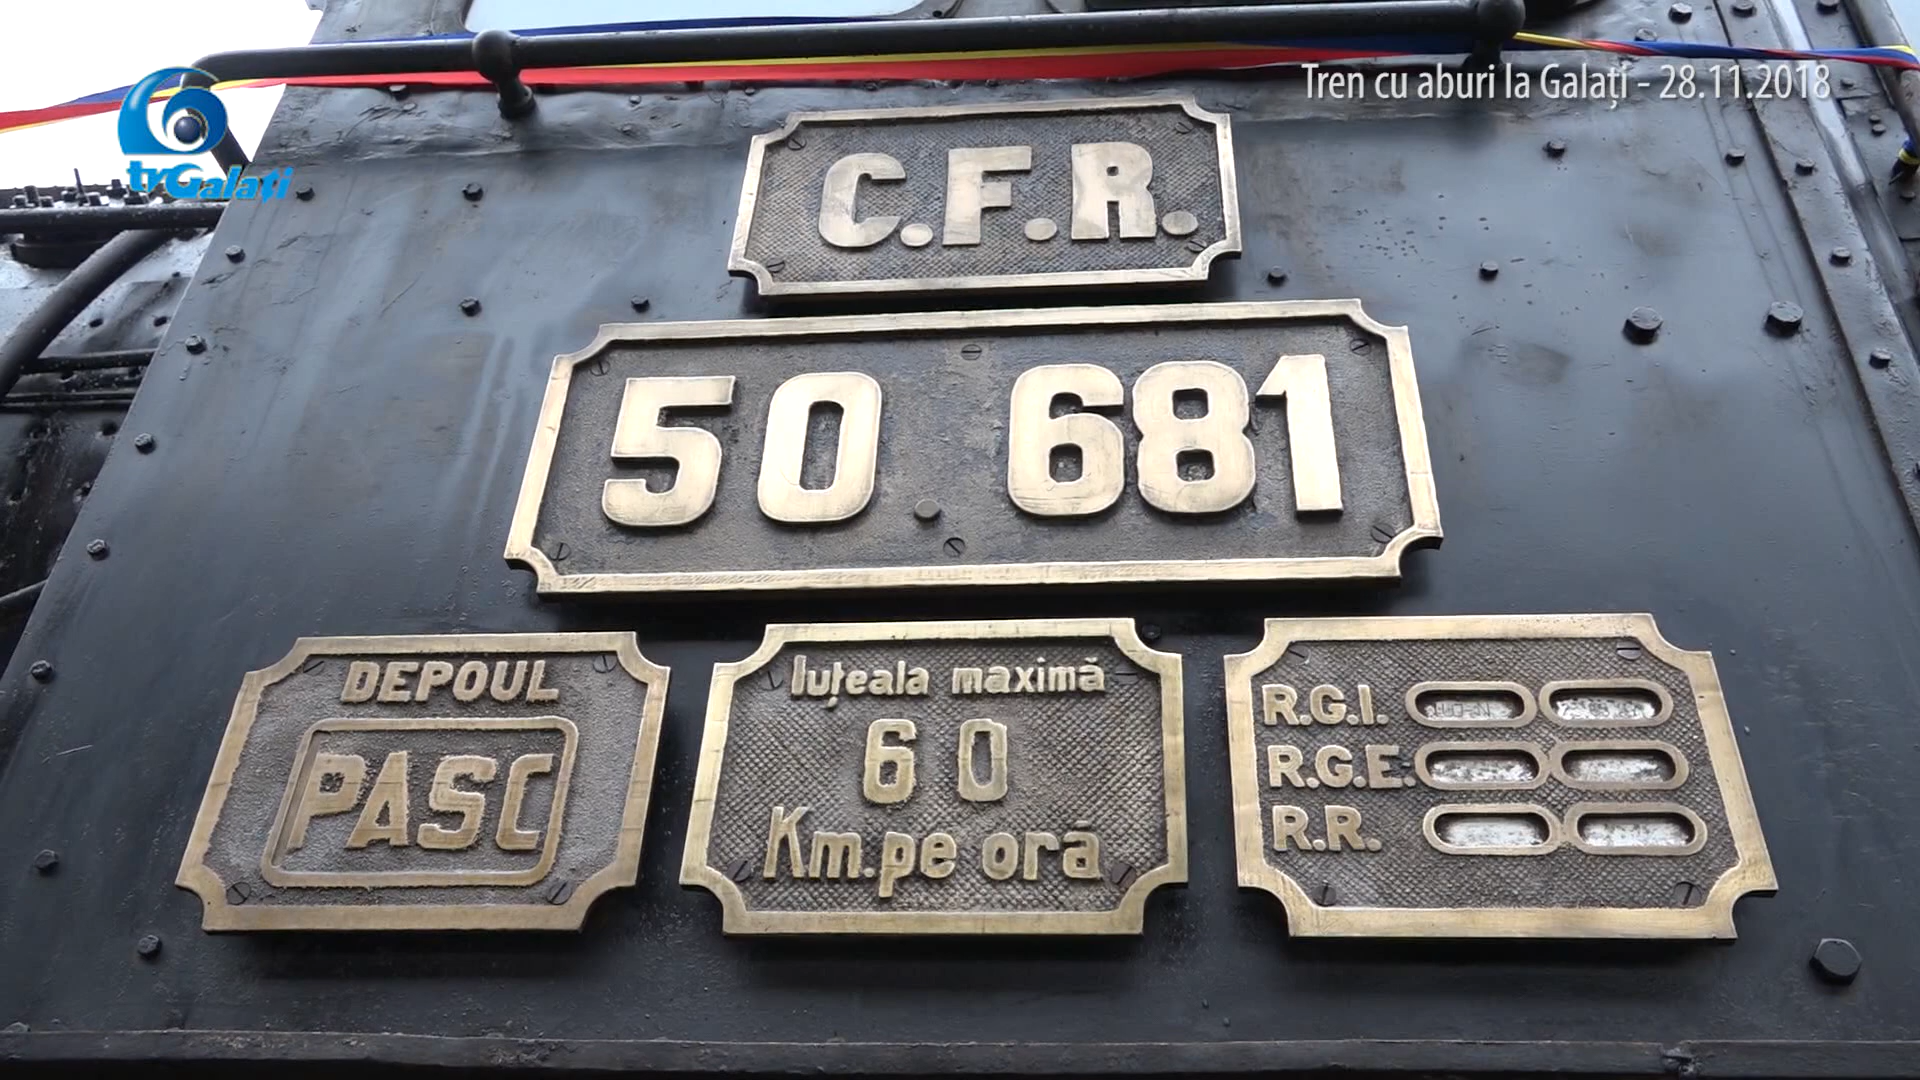 Tren cu aburi la Galați - 28.11.2018
tvGalați
C.F.R.
50 681
DEPOUL
PASC
Iuțeala maximă
60
Km.pe oră
R.G.I.
R.G.E.
R.R.